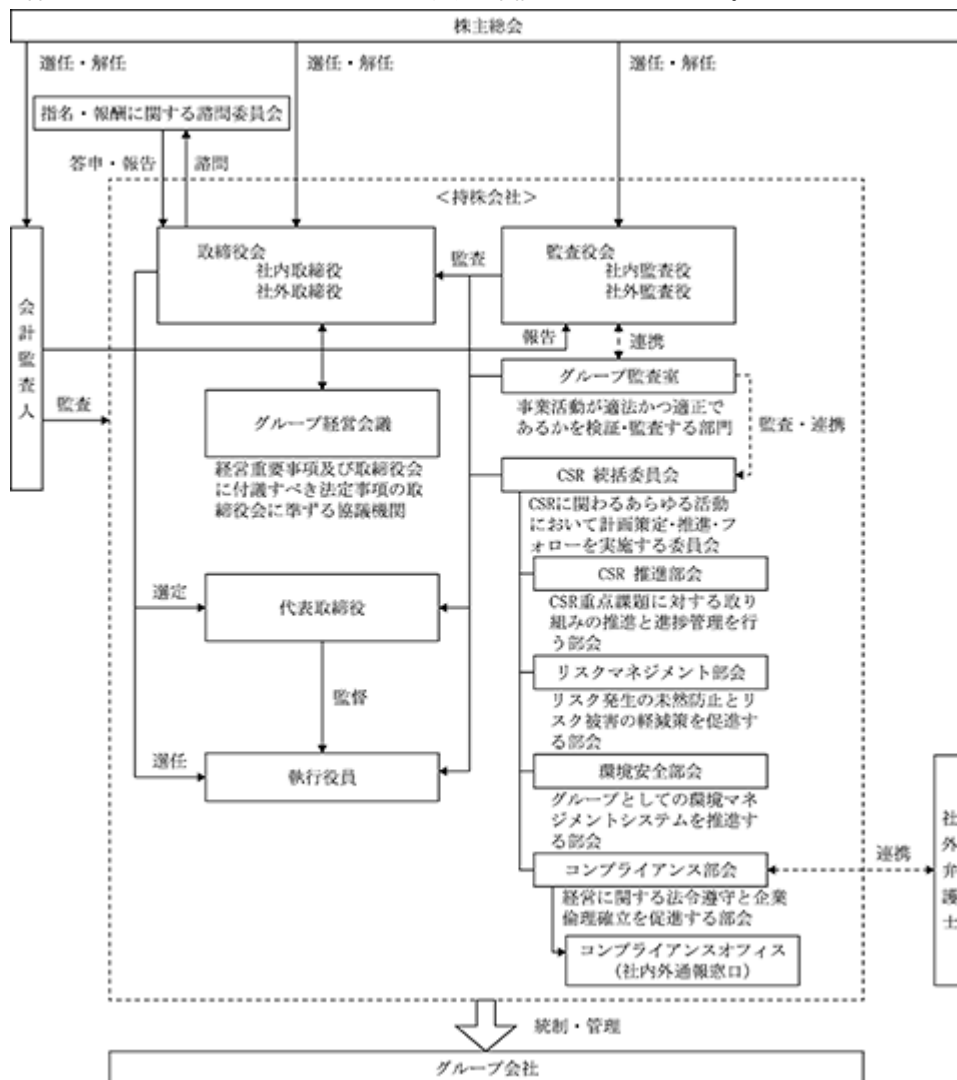 株主総会
選任・解任
選任・解任
選任・解任
指名・報酬に関する諮問委員会
答申・報告
諮問
＜持株会社＞
会計監査人
取締役会
社内取締役
社外取締役
監査
監査役会
社内監査役
社外監査役
報告
連携
監査
グループ監査室
事業活動が適法かつ適正で
あるかを検証・監査する部門
監査・連携
グループ経営会議
経営重要事項及び取締役会
に付議すべき法定事項の取
締役会に準ずる協議機関
CSR 統括委員会
CSRに関わるあらゆる活動
において計画策定・推進・フ
ォローを実施する委員会
CSR 推進部会
CSR重点課題に対する取り
組みの推進と進捗管理を行
う部会
選定
代表取締役
監督
リスクマネジメント部会
リスク発生の未然防止とリ
スク被害の軽減策を促進す
る部会
選任
執行役員
環境安全部会
グループとしての環境マネ
ジメントシステムを推進す
る部会
コンプライアンス部会
連携
社外弁護士
経営に関する法令遵守と企業
倫理確立を促進する部会
コンプライアンスオフィス
(社内外通報窓口)
統制・管理
グループ会社